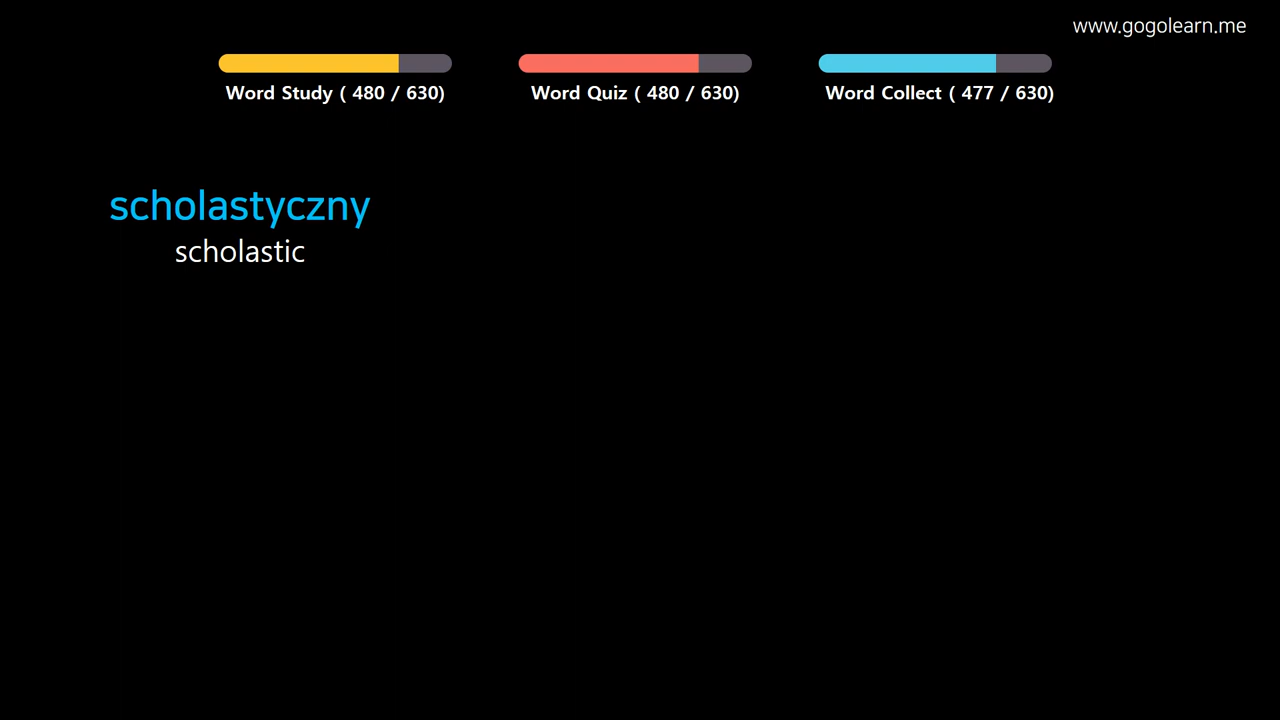 www.gogolearn.me
Word Study ( 480 / 630)
Word Quiz ( 480 / 630)
Word Collect ( 477 / 630)
scholastyczny
scholastic